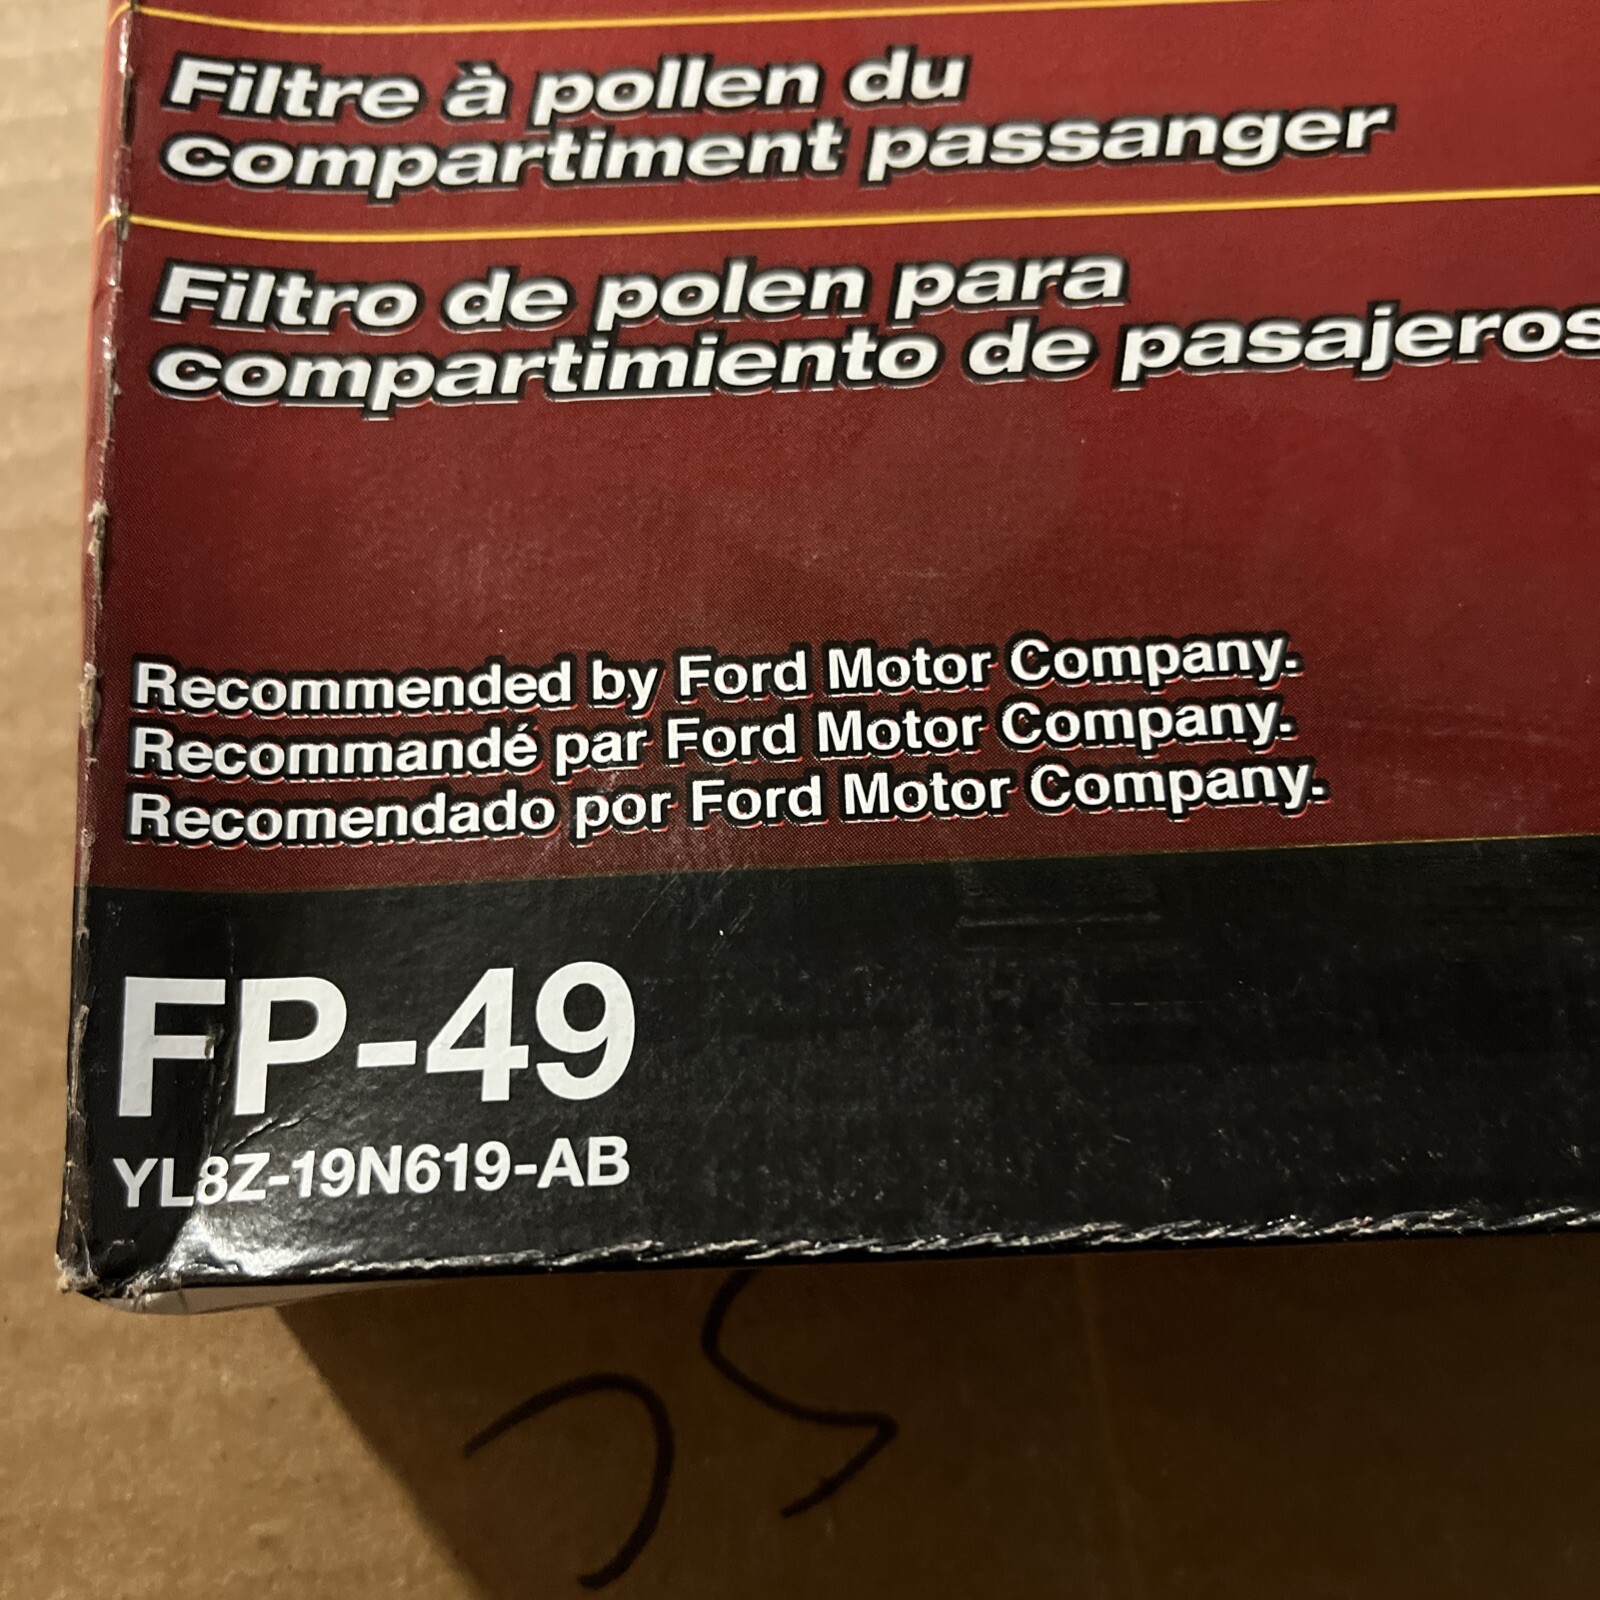 Filtre à pollen du
compartiment passanger
Filtro de polen para
compartimiento de pasajeros
Recommended by Ford Motor Company.
Recommandé par Ford Motor Company.
Recomendado por Ford Motor Company.
FP-49
YL8Z-19N619-AB